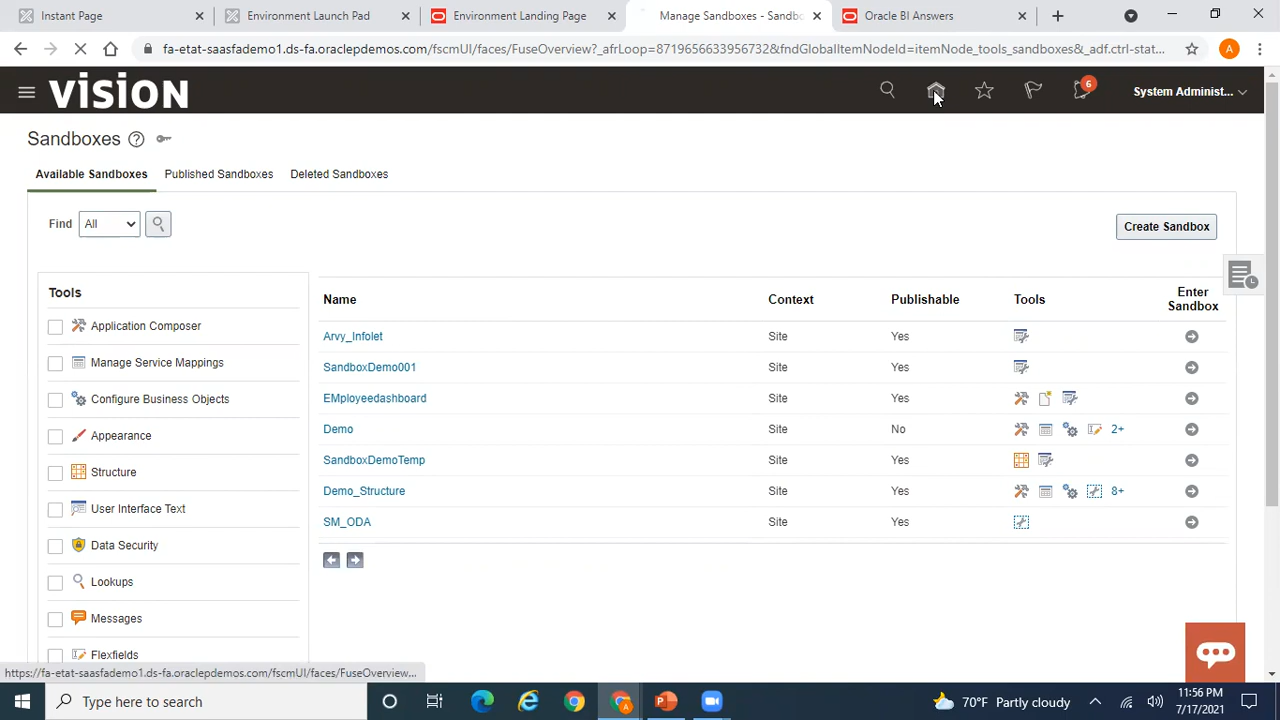 Instant Page
Environment Launch Pad
Environment Landing Page
Manage Sandboxes - Sandbo
Oracle BI Answers
fa-etat-saasfademo1.ds-fa.oraclepdemos.com/fscmUI/faces/FuseOverview?_afrLoop=8719656633956732&fndGlobalItemNodeId=itemNode_tools_sandboxes&_adf.ctrl-stat...
A
vision
6
System Administ...
Sandboxes
Available Sandboxes
Published Sandboxes
Deleted Sandboxes
Find All
Create Sandbox
Tools
Application Composer
Manage Service Mappings
Configure Business Objects
Appearance
Structure
User Interface Text
Data Security
Lookups
Messages
Flexfields
Name Context Publishable Tools Enter Sandbox
Arvy_Infolet Site Yes
SandboxDemo001 Site Yes
EMployeedashboard Site Yes
Demo Site No 2+
SandboxDemoTemp Site Yes
Demo_Structure Site Yes 8+
SM_ODA Site Yes
https://fa-etat-saasfademo1.ds-fa.oraclepdemos.com/fscmUI/faces/FuseOverview...
Type here to search
70°F Partly cloudy
11:56 PM
7/17/2021